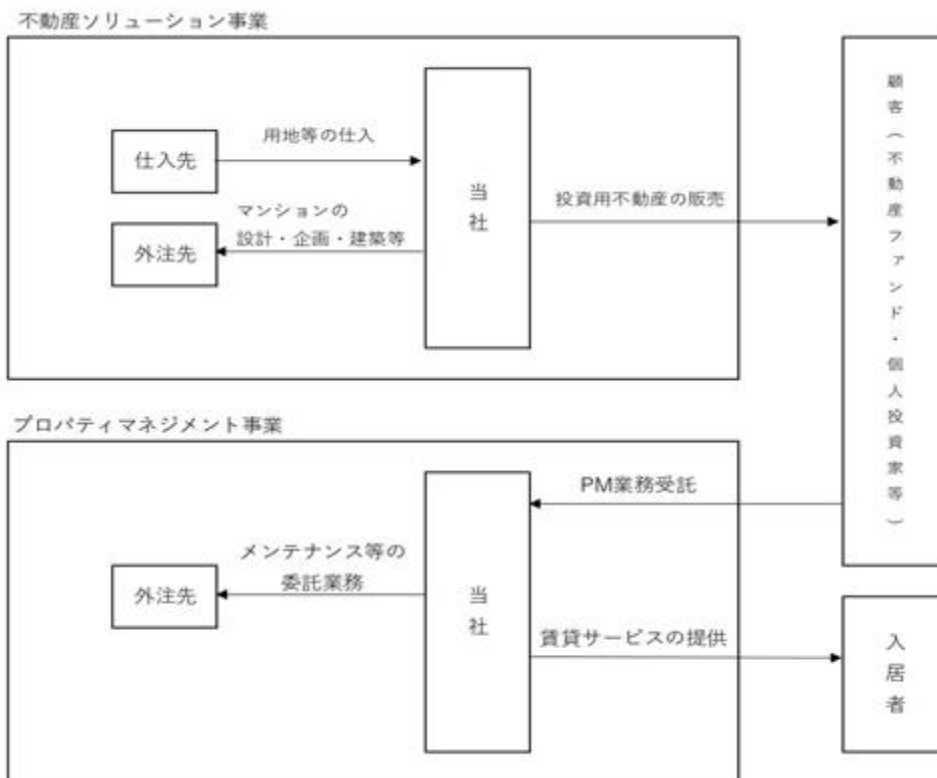 不動産ソリューション事業
仕入先
用地等の仕入
外注先
マンションの
設計・企画・建築等
当社
投資用不動産の販売
顧客（不動産ファンド・個人投資家等）
プロパティマネジメント事業
PM業務受託
外注先
メンテナンス等の
委託業務
当社
賃貸サービスの提供
入居者